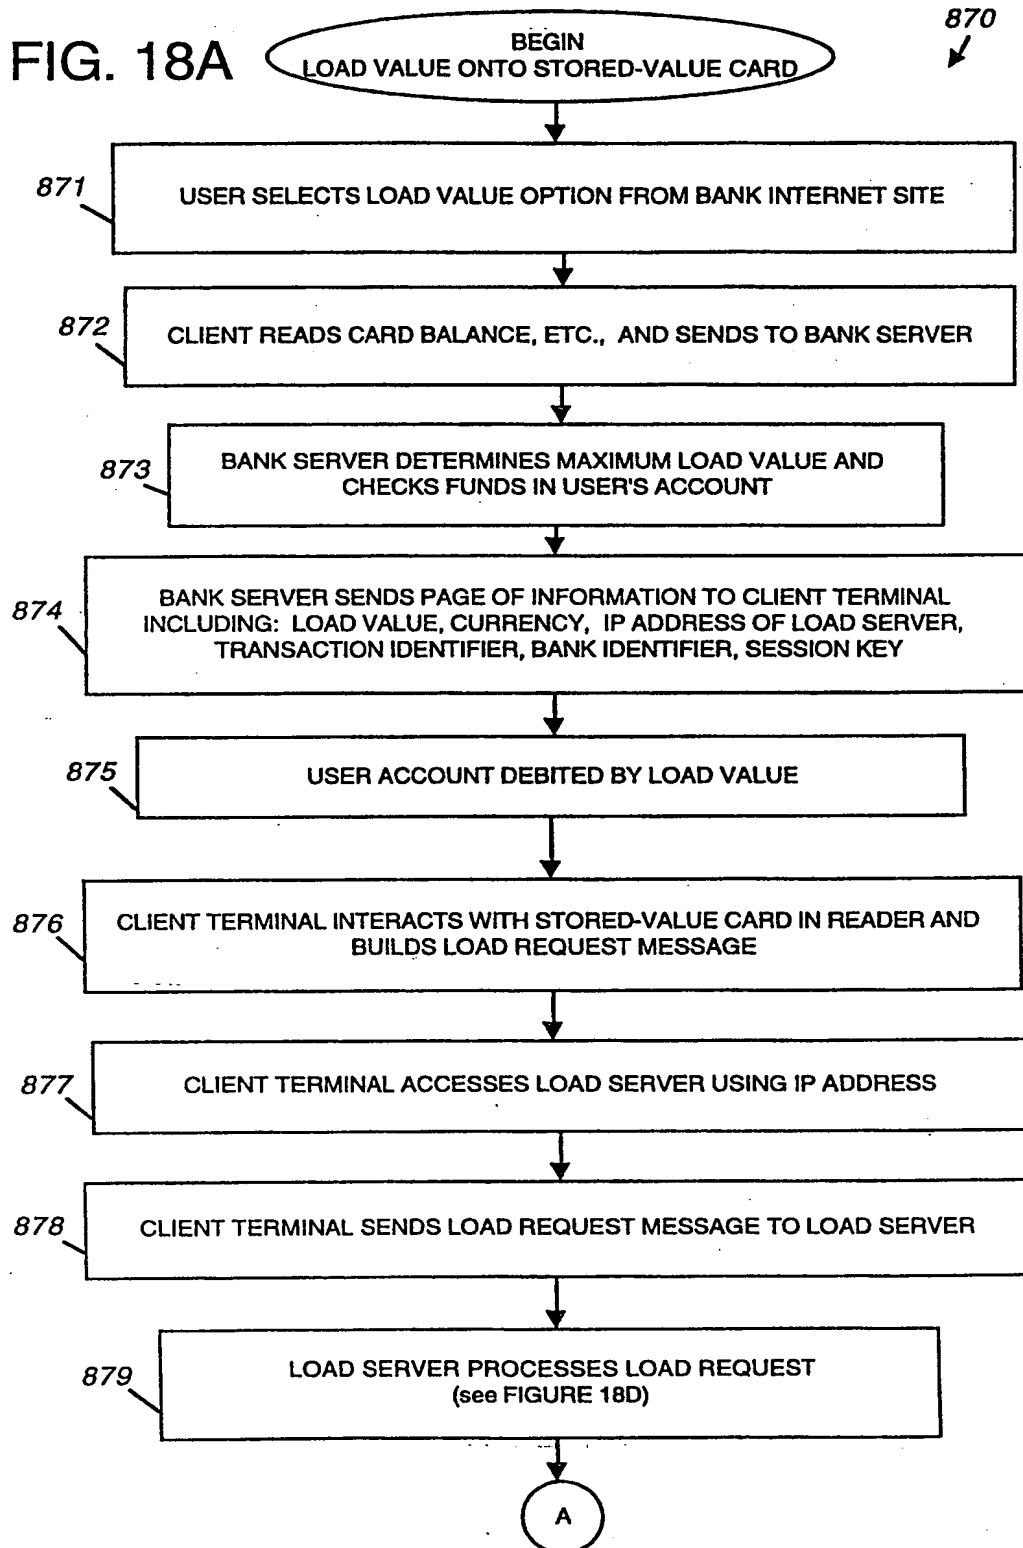 FIG. 18A
870
BEGIN
LOAD VALUE ONTO STORED-VALUE CARD
871
USER SELECTS LOAD VALUE OPTION FROM BANK INTERNET SITE
872
CLIENT READS CARD BALANCE, ETC., AND SENDS TO BANK SERVER
873
BANK SERVER DETERMINES MAXIMUM LOAD VALUE AND
CHECKS FUNDS IN USER'S ACCOUNT
874
BANK SERVER SENDS PAGE OF INFORMATION TO CLIENT TERMINAL
INCLUDING: LOAD VALUE, CURRENCY, IP ADDRESS OF LOAD SERVER,
TRANSACTION IDENTIFIER, BANK IDENTIFIER, SESSION KEY
875
USER ACCOUNT DEBITED BY LOAD VALUE
876
CLIENT TERMINAL INTERACTS WITH STORED-VALUE CARD IN READER AND
BUILDS LOAD REQUEST MESSAGE
877
CLIENT TERMINAL ACCESSES LOAD SERVER USING IP ADDRESS
878
CLIENT TERMINAL SENDS LOAD REQUEST MESSAGE TO LOAD SERVER
879
LOAD SERVER PROCESSES LOAD REQUEST
(see FIGURE 18D)
A